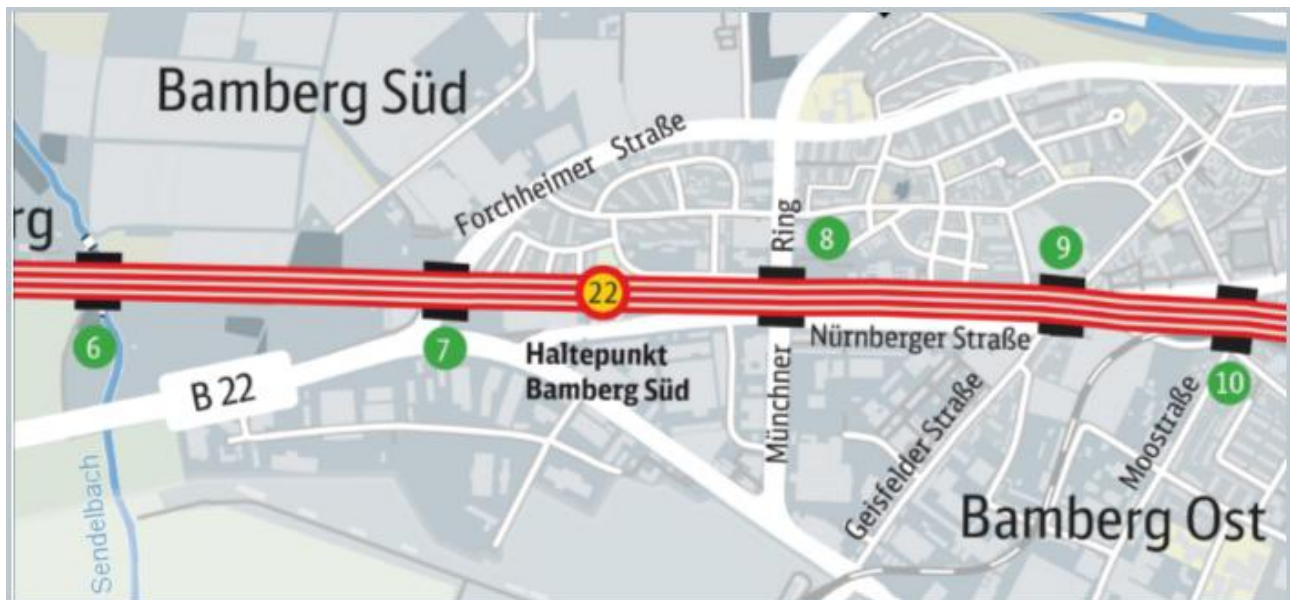 Bamberg Süd
rg
Forchheimer Straße
Ring
8
9
22
6
7
Haltepunkt
Bamberg Süd
Nürnberger Straße
10
B 22
Münchner
Geisfelder Straße
Moostraße
Sendelbach
Bamberg Ost